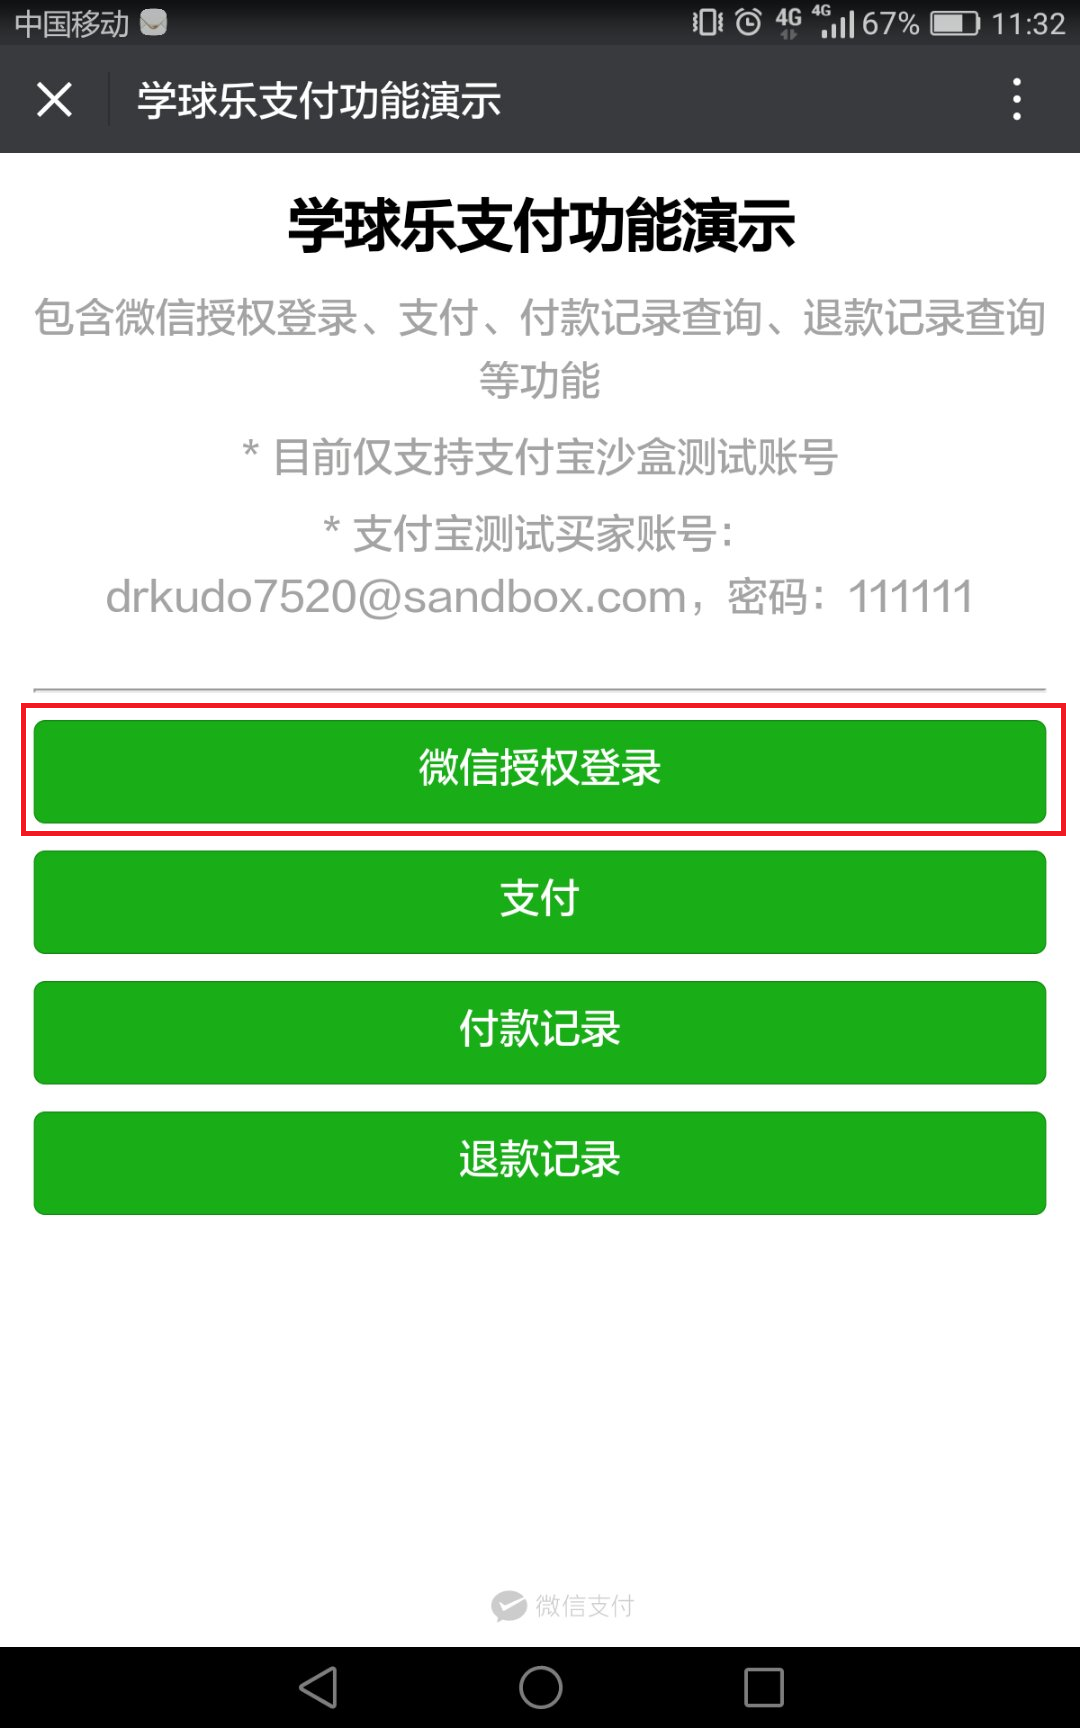 中国移动 4G 4G 67% 11:32
学球乐支付功能演示
学球乐支付功能演示
包含微信授权登录、支付、付款记录查询、退款记录查询
等功能
* 目前仅支持支付宝沙盒测试账号
* 支付宝测试买家账号：
drkudo7520@sandbox.com，密码：111111
微信授权登录
支付
付款记录
退款记录
微信支付